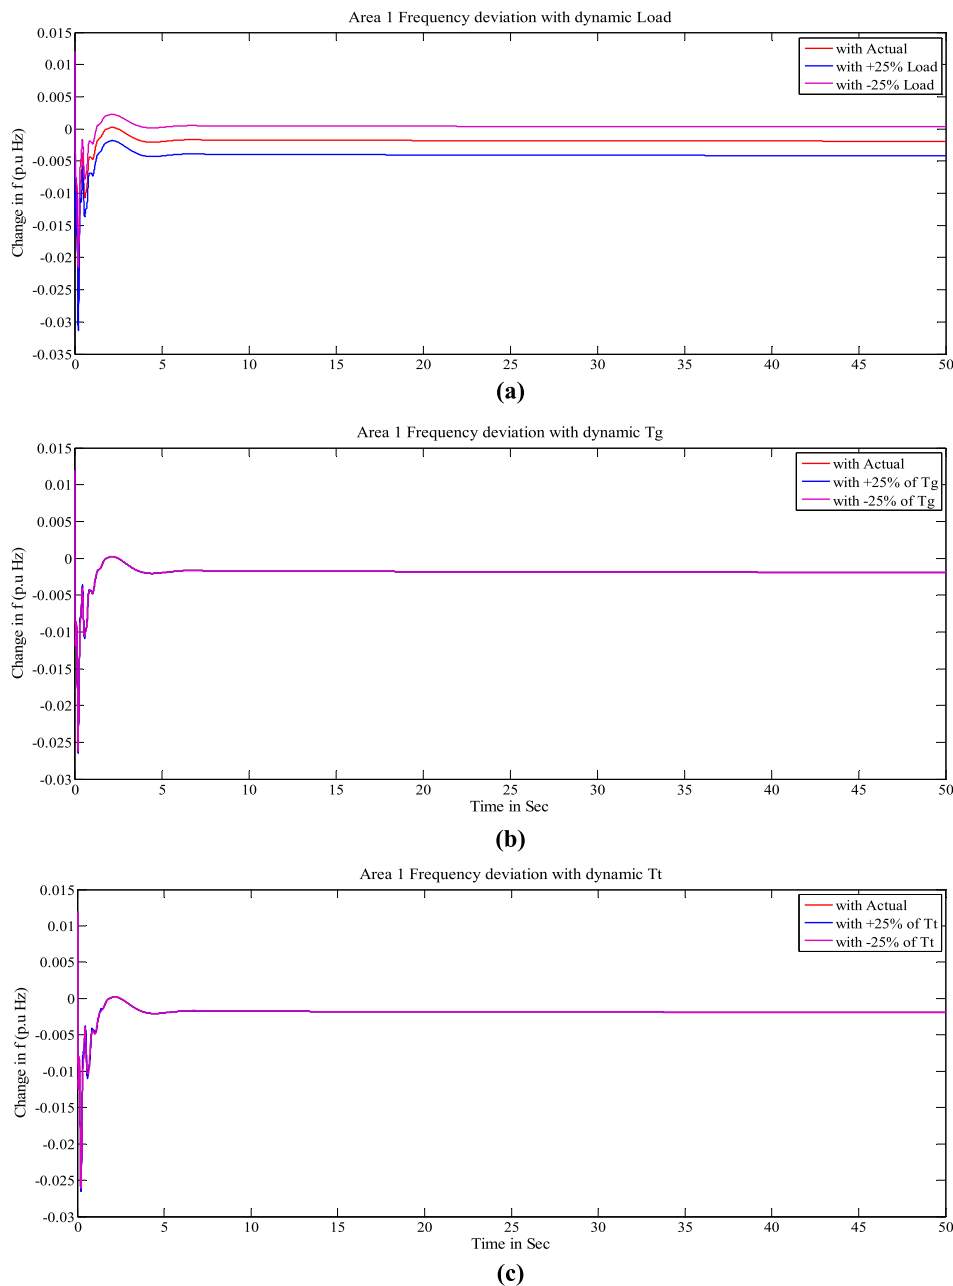 Area 1 Frequency deviation with dynamic Load
0.015
0.01
0.005
0
-0.005
-0.01
-0.015
-0.02
-0.025
-0.03
-0.035
Change in f (p.u Hz)
with Actual
with +25% Load
with -25% Load
0 5 10 15 20 25 30 35 40 45 50
(a)
Area 1 Frequency deviation with dynamic Tg
0.015
0.01
0.005
0
-0.005
-0.01
-0.015
-0.02
-0.025
-0.03
Change in f (p.u Hz)
with Actual
with +25% of Tg
with -25% of Tg
0 5 10 15 20 25 30 35 40 45 50
Time in Sec
(b)
Area 1 Frequency deviation with dynamic Tt
0.015
0.01
0.005
0
-0.005
-0.01
-0.015
-0.02
-0.025
-0.03
Change in f (p.u Hz)
with Actual
with +25% of Tt
with -25% of Tt
0 5 10 15 20 25 30 35 40 45 50
Time in Sec
(c)